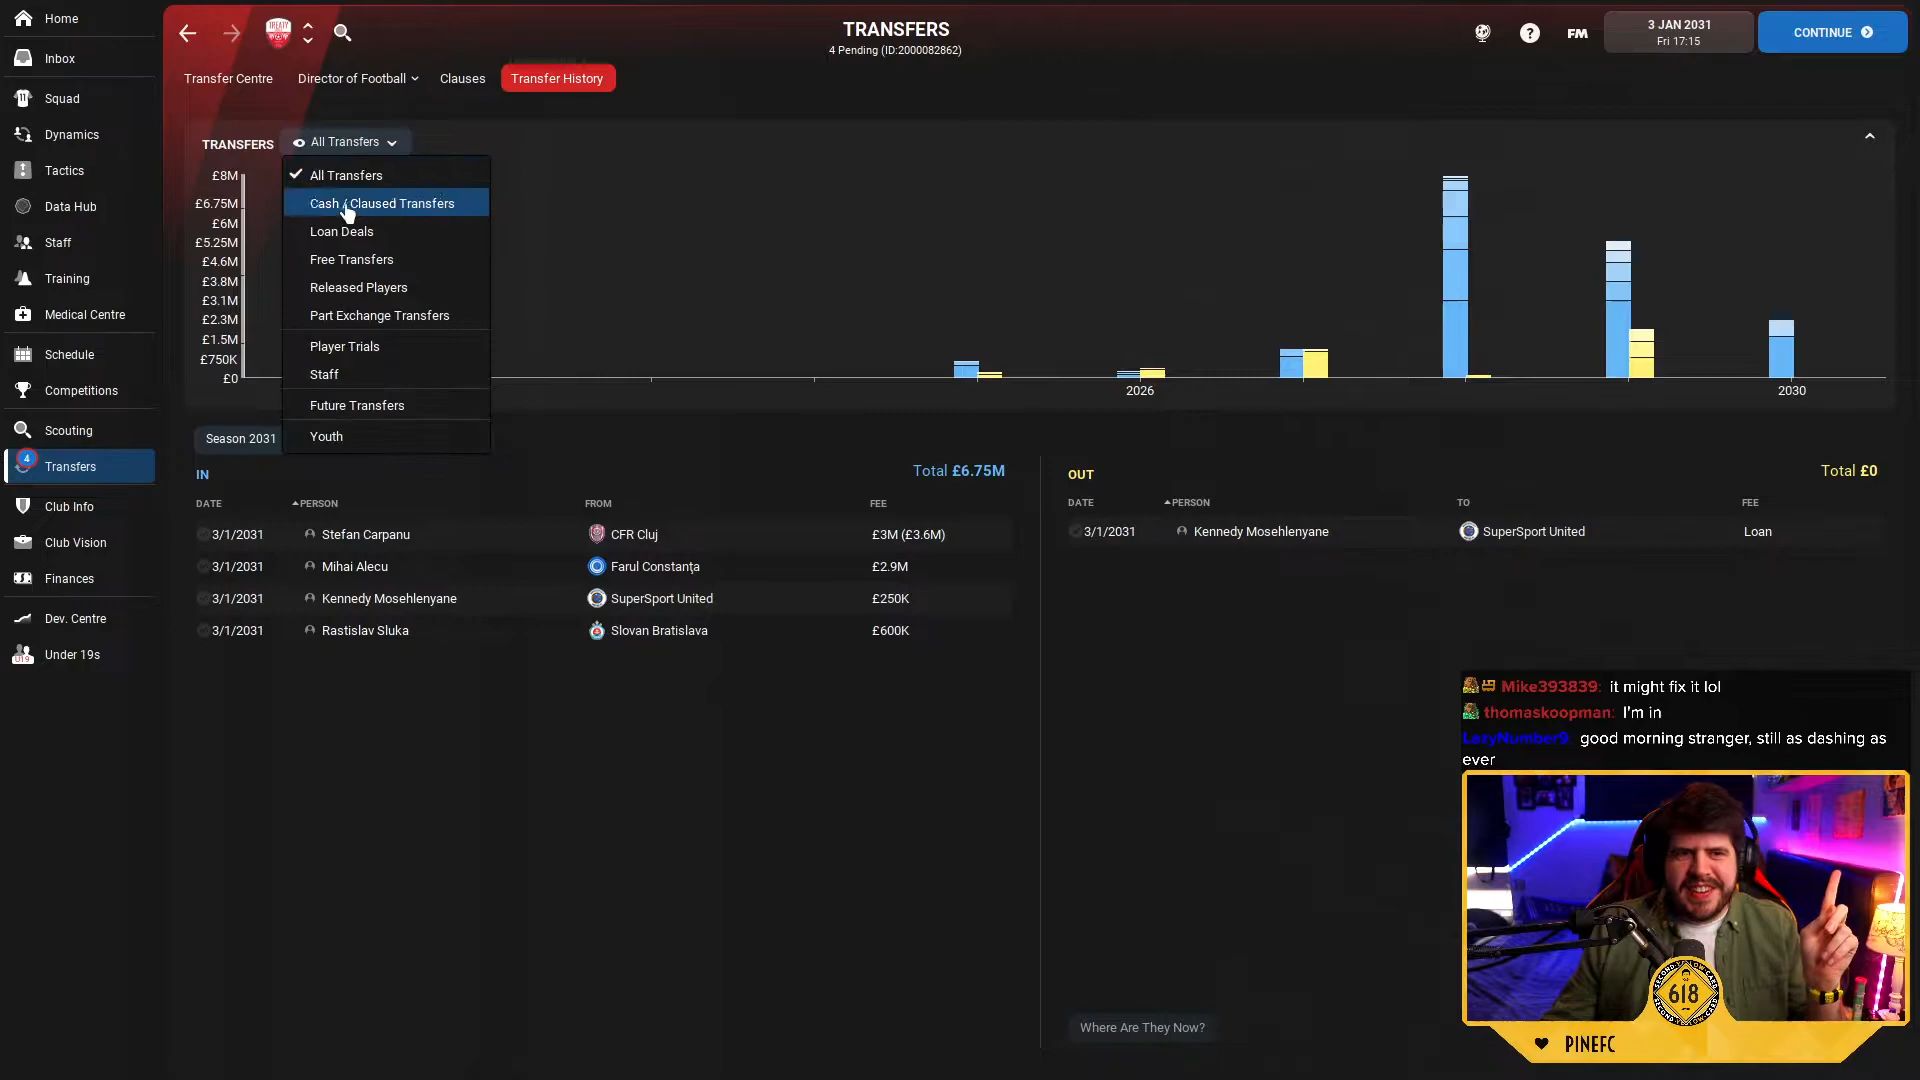 Home
Inbox
Squad
Dynamics
Tactics
Data Hub
Staff
Training
Medical Centre
Schedule
Competitions
Scouting
4
Transfers
Club Info
Club Vision
Finances
Dev. Centre
U19
Under 19s
TREATY
TRANSFERS
4 Pending (ID:2000082862)
?
FM
3 JAN 2031
Fri 17:15
CONTINUE
Transfer Centre
Director of Football
Clauses
Transfer History
TRANSFERS
All Transfers
All Transfers
Cash / Claused Transfers
Loan Deals
Free Transfers
Released Players
Part Exchange Transfers
Player Trials
Staff
Future Transfers
Youth
£8M
£6.75M
£6M
£5.25M
£4.6M
£3.8M
£3.1M
£2.3M
£1.5M
£750K
£0
2026
2030
Season 2031
IN
Total £6.75M
DATE PERSON FROM FEE
3/1/2031 Stefan Carpanu CFR Cluj £3M (£3.6M)
3/1/2031 Mihai Alecu Farul Constanța £2.9M
3/1/2031 Kennedy Mosehlenyane SuperSport United £250K
3/1/2031 Rastislav Sluka Slovan Bratislava £600K
OUT
Total £0
DATE PERSON TO FEE
3/1/2031 Kennedy Mosehlenyane SuperSport United Loan
Where Are They Now?
Mike393839: it might fix it lol
thomaskoopman: I'm in
LazyNumber9: good morning stranger, still as dashing as
ever
SECOND YELLOW CARD
618
PINEFC